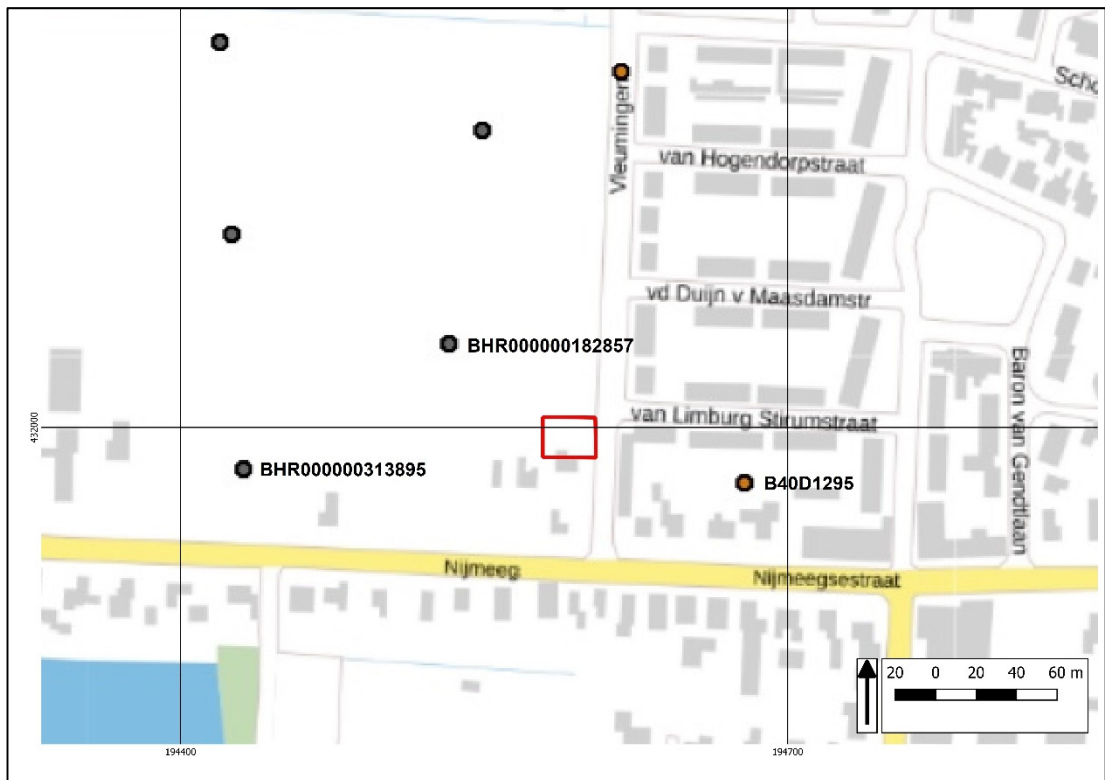 Scho
Vleumingen
van Hogendorpstraat
vd Duijn v Maasdamstr
BHR000000182857
Baron van Gendtlaan
van Limburg Stirumstraat
432000
BHR000000313895
B40D1295
Nijmeeg
Nijmeegsestraat
20 0 20 40 60 m
194400
194700